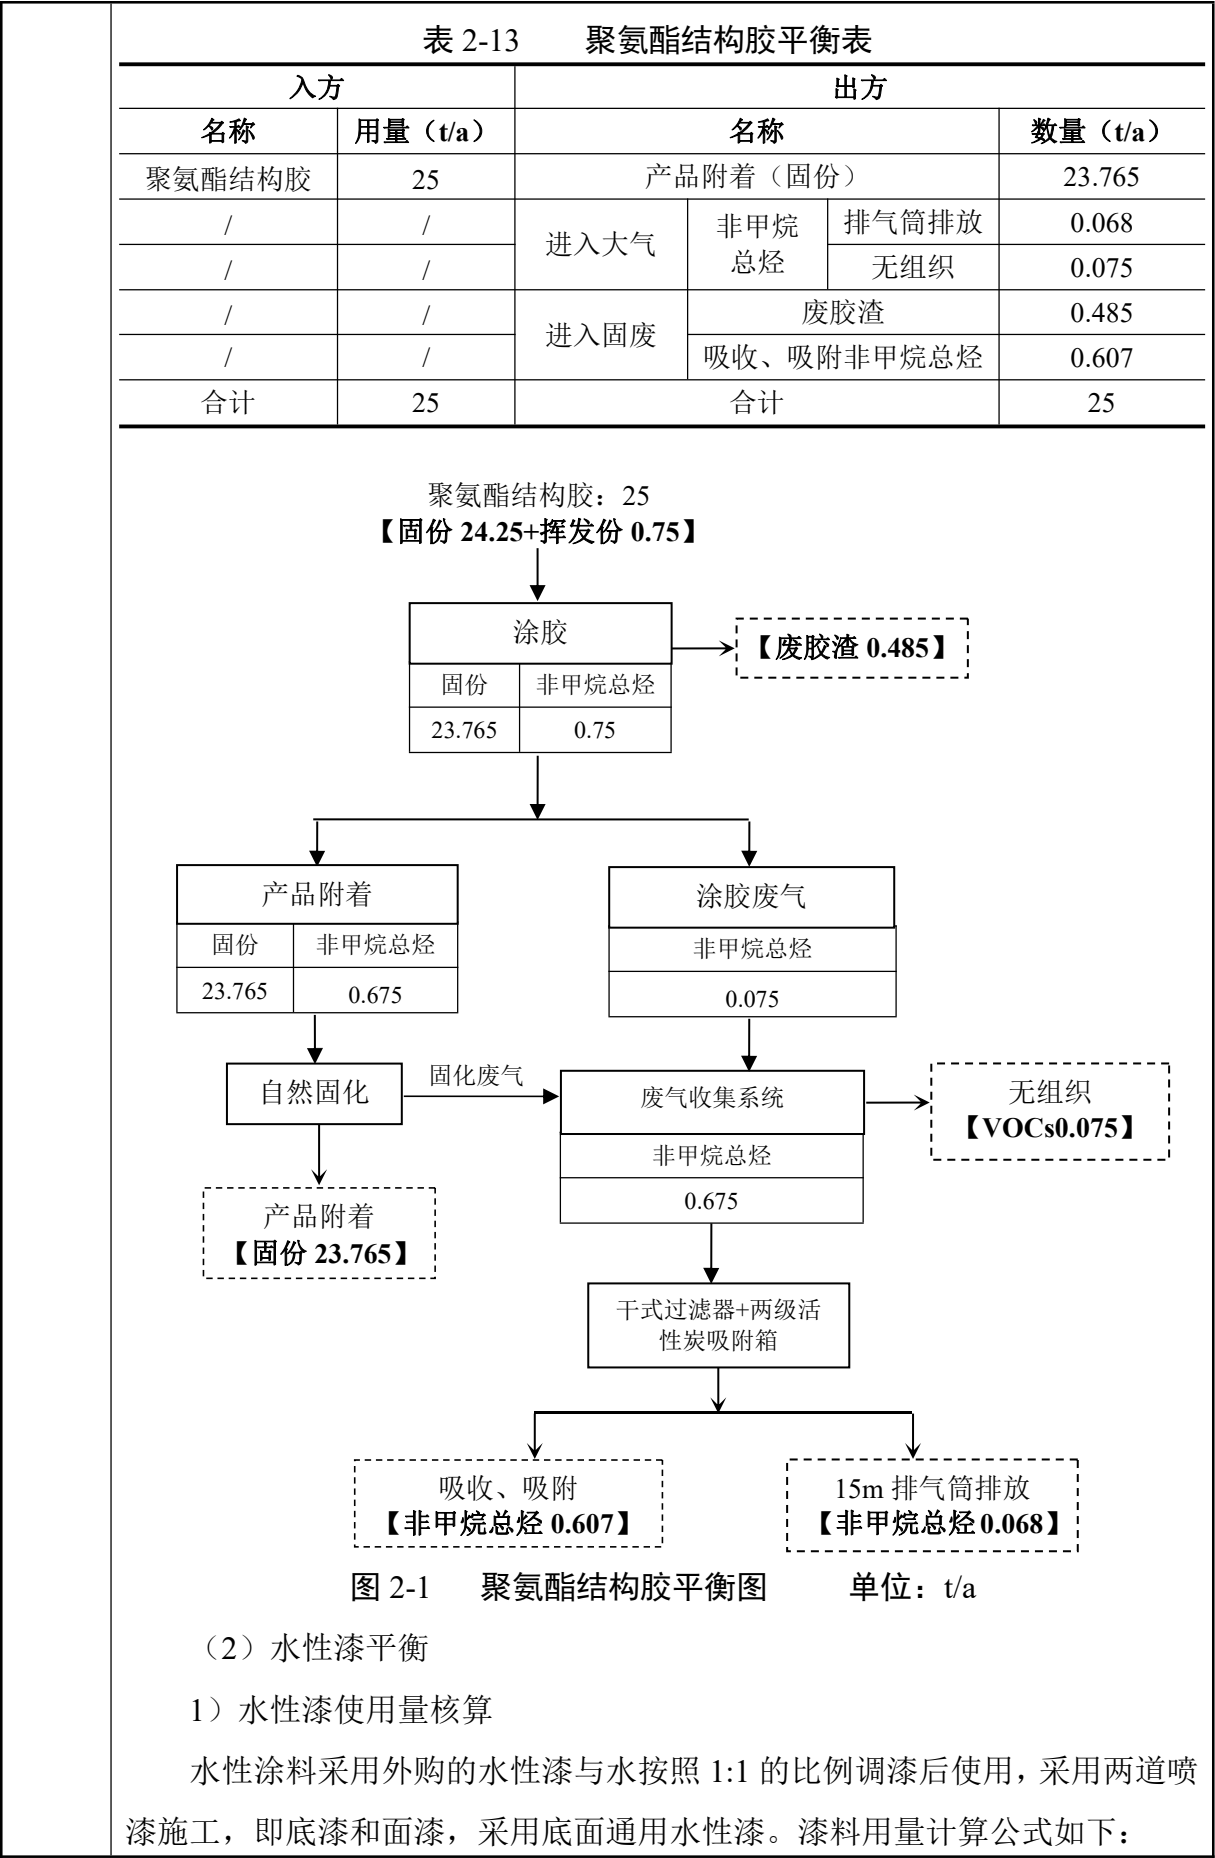 表 2-13 聚氨酯结构胶平衡表
入方 出方
名称 用量（t/a） 名称 数量（t/a）
聚氨酯结构胶 25 产品附着（固份） 23.765
/ / 进入大气 非甲烷总烃 排气筒排放 0.068
/ / 无组织 0.075
/ / 进入固废 废胶渣 0.485
/ / 吸收、吸附非甲烷总烃 0.607
合计 25 合计 25
聚氨酯结构胶：25
【固份 24.25+挥发份 0.75】
涂胶
【废胶渣 0.485】
固份 非甲烷总烃
23.765 0.75
产品附着 涂胶废气
固份 非甲烷总烃 非甲烷总烃
23.765 0.675 0.075
自然固化 固化废气 废气收集系统 无组织
【VOCs0.075】
非甲烷总烃
0.675
产品附着
【固份 23.765】
干式过滤器+两级活
性炭吸附箱
吸收、吸附 15m 排气筒排放
【非甲烷总烃 0.607】 【非甲烷总烃 0.068】
图 2-1 聚氨酯结构胶平衡图 单位：t/a
（2）水性漆平衡
1）水性漆使用量核算
水性涂料采用外购的水性漆与水按照 1:1 的比例调漆后使用，采用两道喷
漆施工，即底漆和面漆，采用底面通用水性漆。漆料用量计算公式如下：